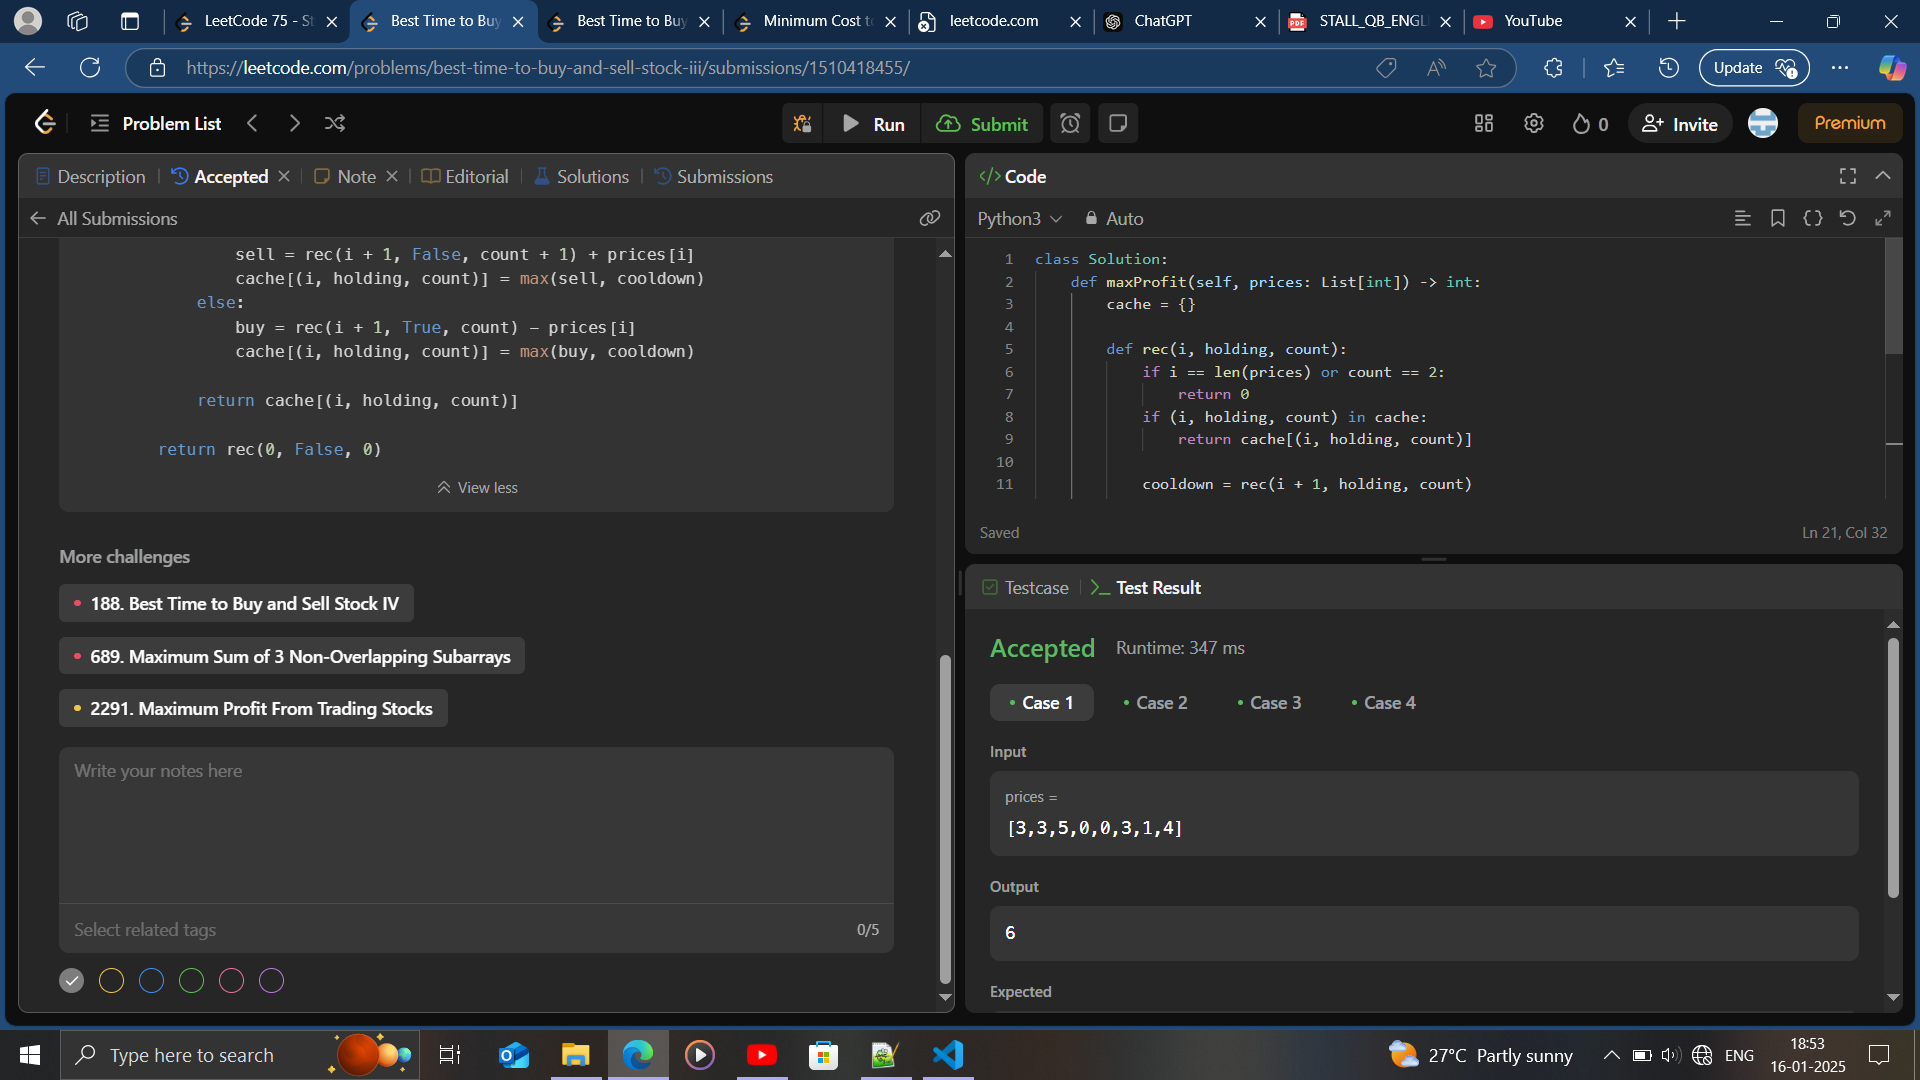 LeetCode 75 - St
Best Time to Buy
Best Time to Buy
Minimum Cost to
leetcode.com
ChatGPT
STALL_QB_ENGL
YouTube
https://leetcode.com/problems/best-time-to-buy-and-sell-stock-iii/submissions/1510418455/
Update
Problem List
Run
Submit
0
Invite
Premium
Description
Accepted
Note
Editorial
Solutions
Submissions
All Submissions
sell = rec(i + 1, False, count + 1) + prices[i]
cache[(i, holding, count)] = max(sell, cooldown)
else:
buy = rec(i + 1, True, count) - prices[i]
cache[(i, holding, count)] = max(buy, cooldown)
return cache[(i, holding, count)]
return rec(0, False, 0)
View less
More challenges
188. Best Time to Buy and Sell Stock IV
689. Maximum Sum of 3 Non-Overlapping Subarrays
2291. Maximum Profit From Trading Stocks
Write your notes here
Select related tags
0/5
</> Code
Python3
Auto
1 class Solution:
2 def maxProfit(self, prices: List[int]) -> int:
3 cache = {}
4
5 def rec(i, holding, count):
6 if i == len(prices) or count == 2:
7 return 0
8 if (i, holding, count) in cache:
9 return cache[(i, holding, count)]
10
11 cooldown = rec(i + 1, holding, count)
Saved
Ln 21, Col 32
Testcase
>_ Test Result
Accepted
Runtime: 347 ms
Case 1
Case 2
Case 3
Case 4
Input
prices =
[3,3,5,0,0,3,1,4]
Output
6
Expected
Type here to search
27°C Partly sunny
ENG
18:53
16-01-2025